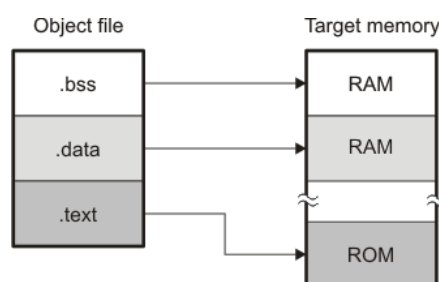 Object file
Target memory
.bss
RAM
.data
RAM
.text
ROM